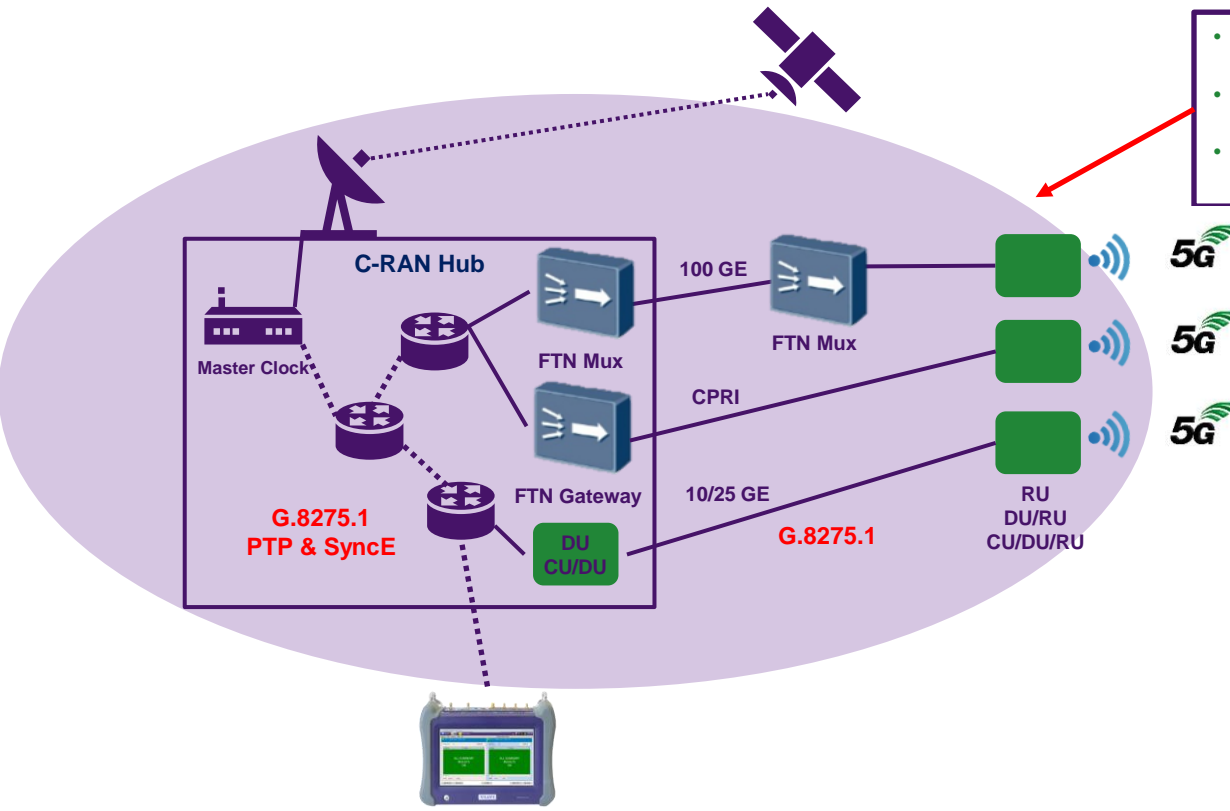 C-RAN Hub
100 GE
FTN Mux
FTN Mux
Master Clock
CPRI
FTN Gateway
10/25 GE
G.8275.1
PTP & SyncE
G.8275.1
DU
CU/DU
RU
DU/RU
CU/DU/RU
5G
5G
5G